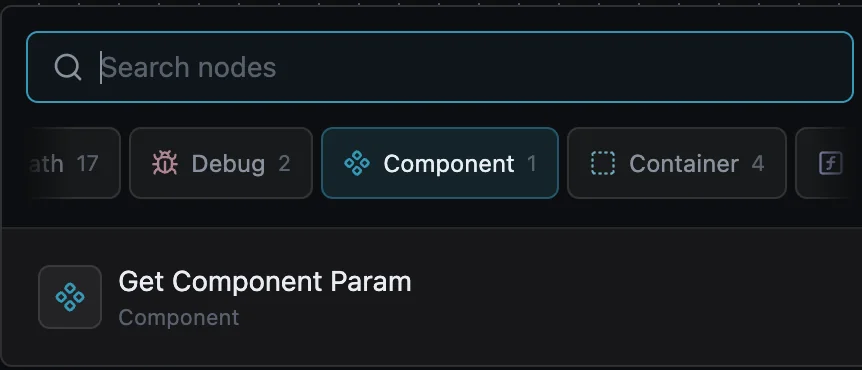 Search nodes
ath 17 Debug 2 Component 1 Container 4
Get Component Param
Component